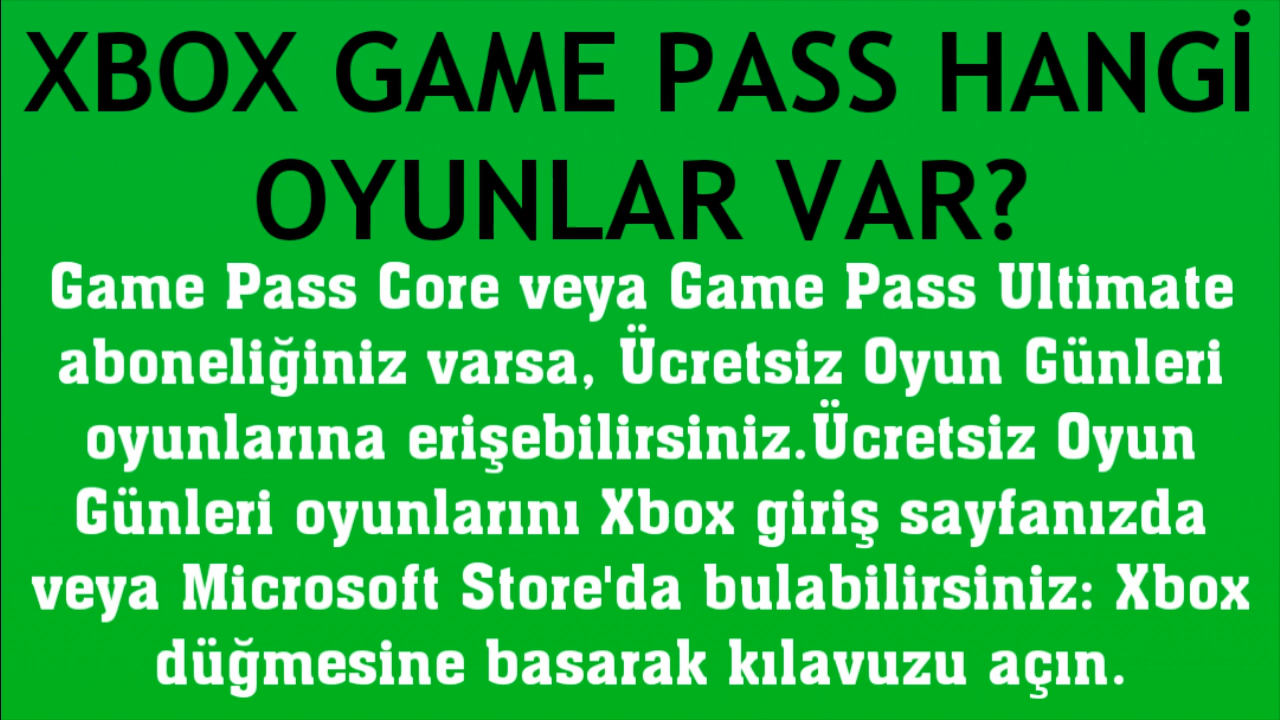 XBOX GAME PASS HANGİ
OYUNLAR VAR?
Game Pass Core veya Game Pass Ultimate
aboneliğiniz varsa, Ücretsiz Oyun Günleri
oyunlarına erişebilirsiniz.Ücretsiz Oyun
Günleri oyunlarını Xbox giriş sayfanızda
veya Microsoft Store'da bulabilirsiniz: Xbox
düğmesine basarak kılavuzu açın.